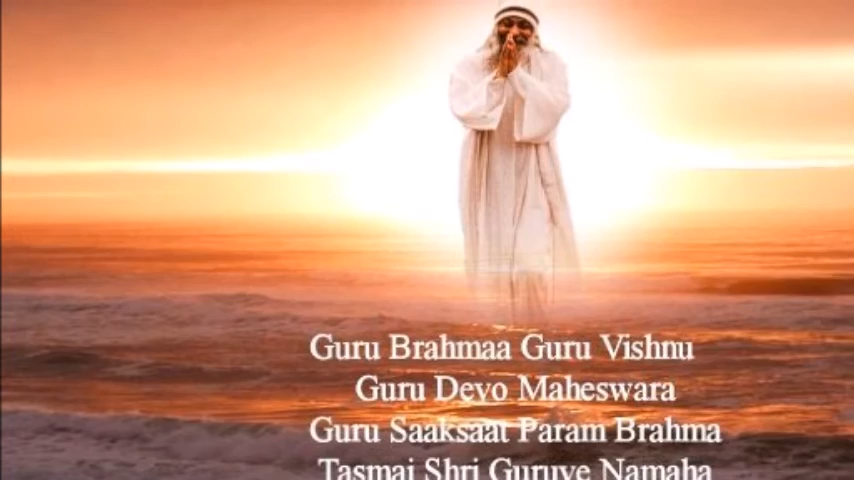 Guru Brahmaa Guru Vishnu
Guru Devo Maheswara
Guru Saaksaat Param Brahma
Tasmai Shri Guruve Namaha